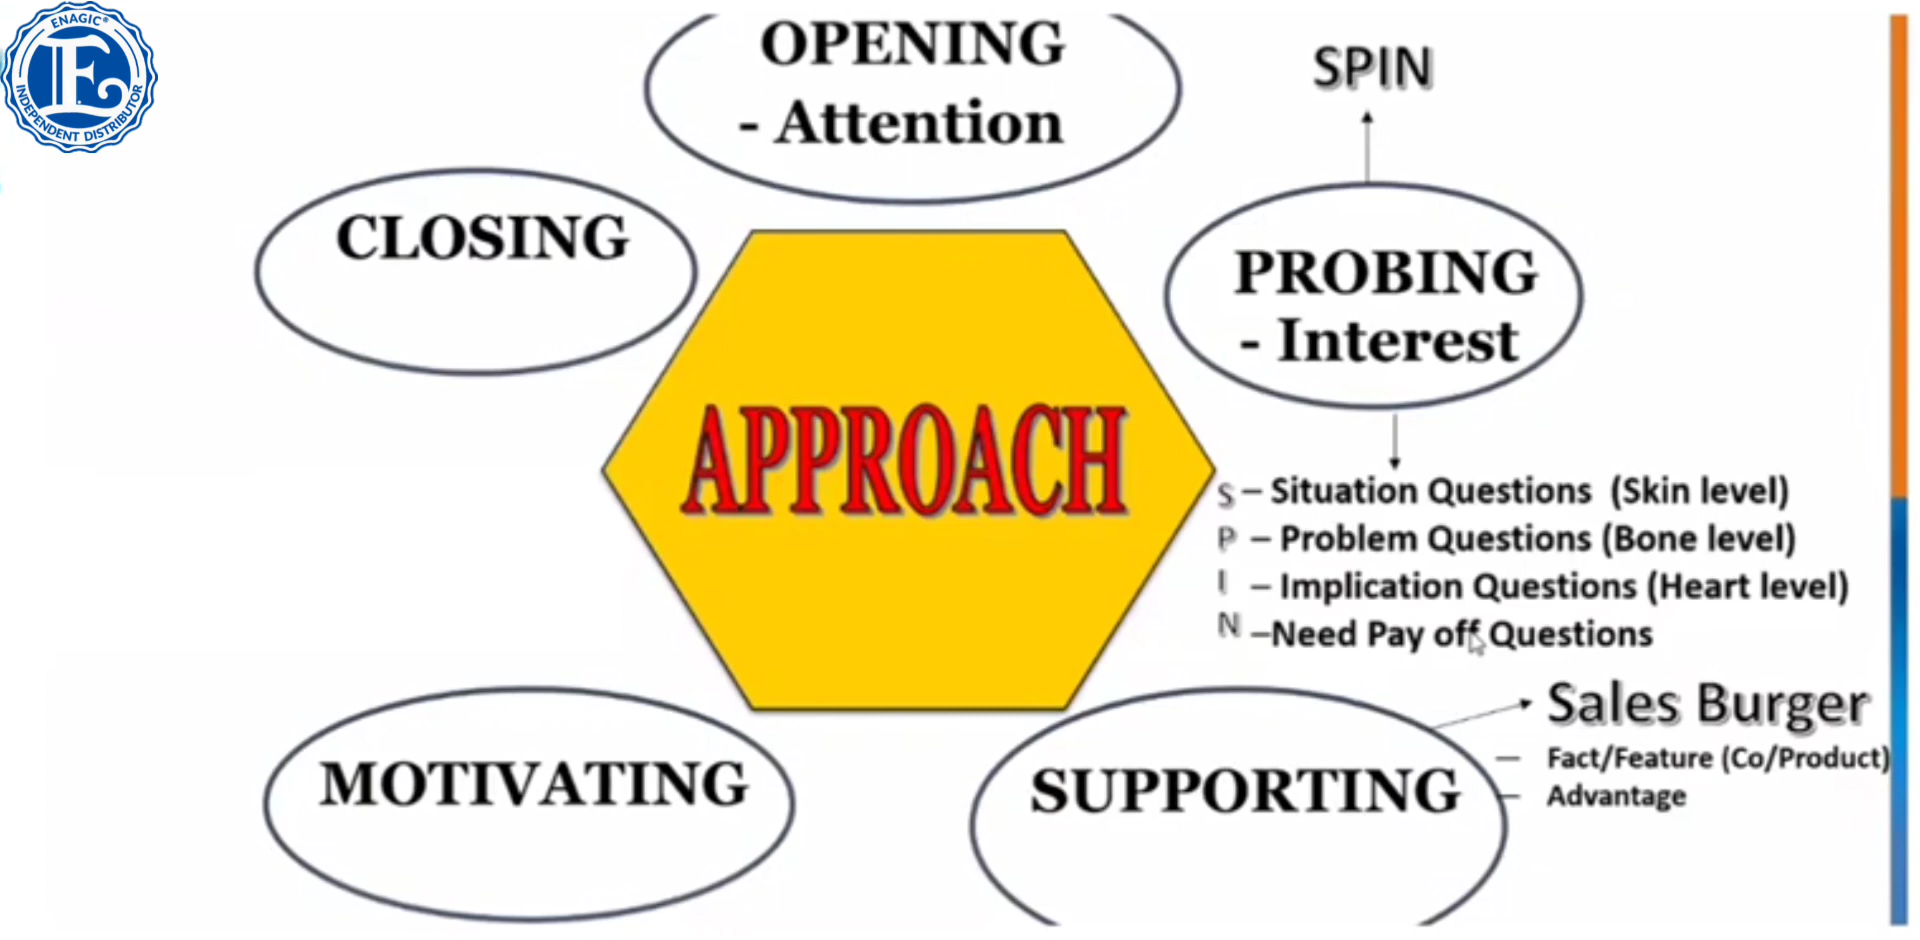 ENAGIC®
E
INDEPENDENT DISTRIBUTOR
OPENING
- Attention
SPIN
CLOSING
PROBING
- Interest
APPROACH
S – Situation Questions (Skin level)
P – Problem Questions (Bone level)
I – Implication Questions (Heart level)
N –Need Pay off Questions
Sales Burger
MOTIVATING
SUPPORTING
– Fact/Feature (Co/Product)
– Advantage